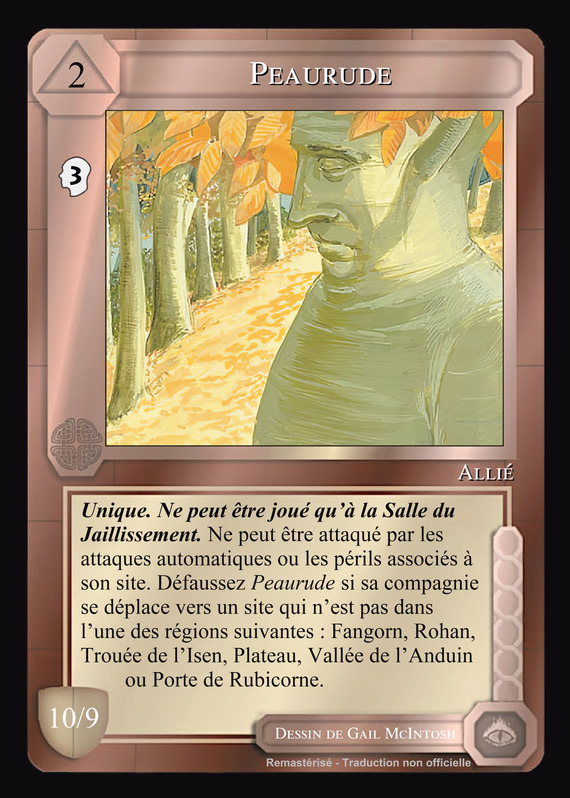 2
Peaurude
3
Allié
Unique. Ne peut être joué qu’à la Salle du
Jaillissement. Ne peut être attaqué par les
attaques automatiques ou les périls associés à
son site. Défaussez Peaurude si sa compagnie
se déplace vers un site qui n’est pas dans
l’une des régions suivantes : Fangorn, Rohan,
Trouée de l’Isen, Plateau, Vallée de l’Anduin
ou Porte de Rubicorne.
10/9
Dessin de Gail McIntosh
Remastérisé - Traduction non officielle